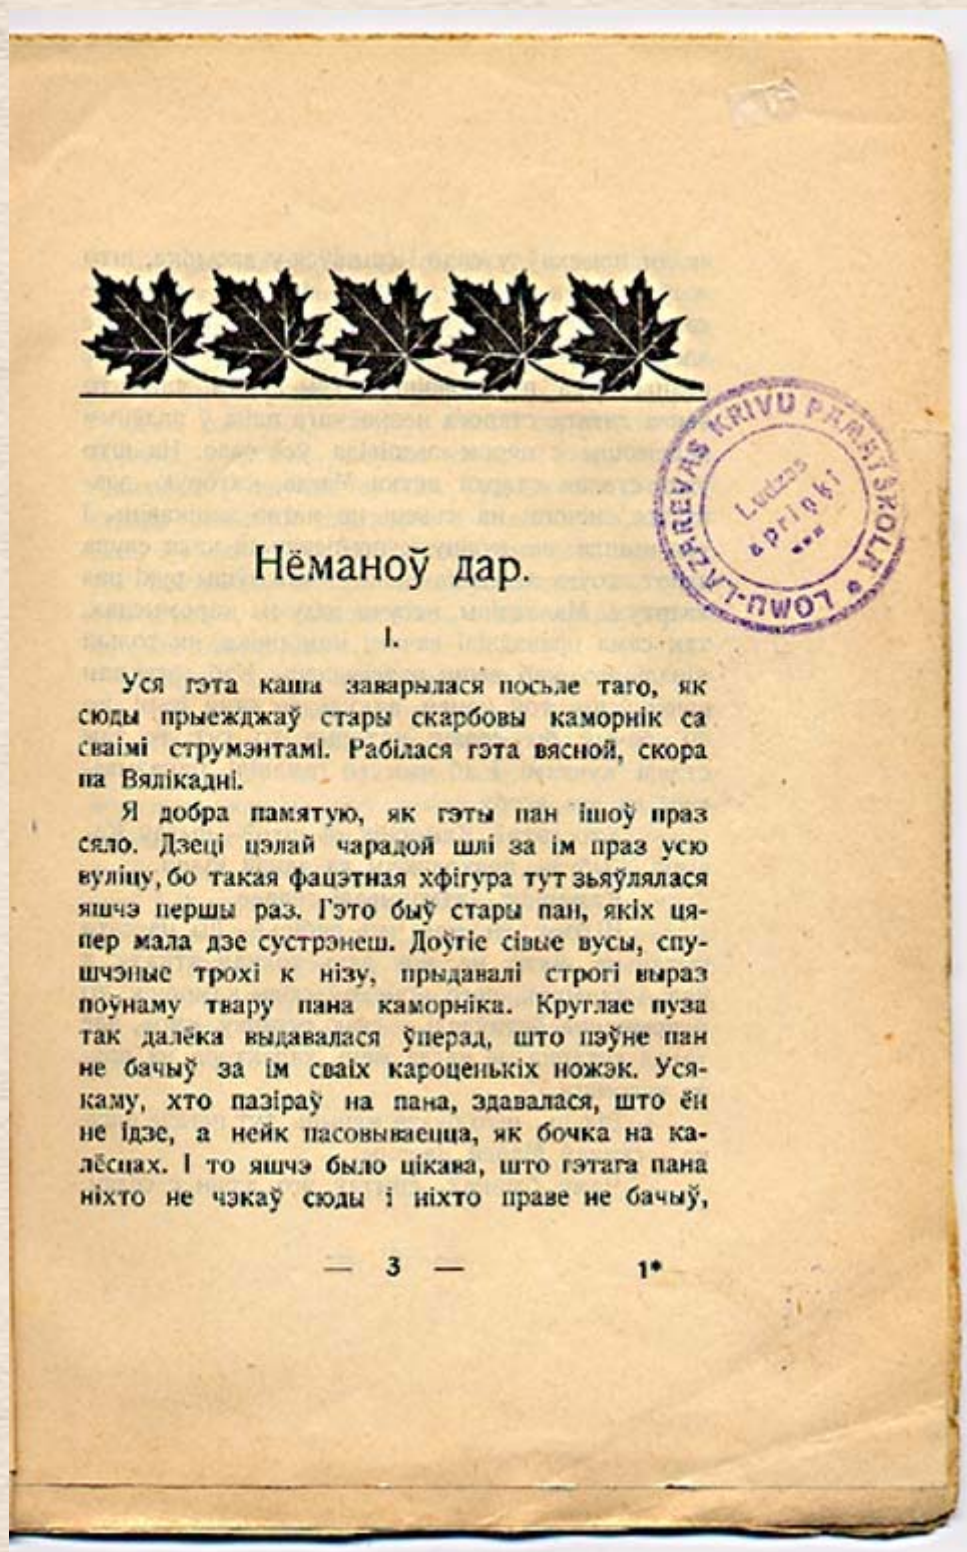 LOMU-LAZAREVAS KRIVU PAMATSKOLA
Ludzas
apriņķī
Нёманоў дар.
I.
Уся гэта каша заварылася посьле таго, як
сюды прыежджаў стары скарбовы каморнік са
сваімі струмэнтамі. Рабілася гэта вясной, скора
па Вялікадні.
Я добра памятую, як гэты пан ішоў праз
сяло. Дзеці цэлай чарадой шлі за ім праз усю
вуліцу, бо такая фацэтная хфігура тут зьяўлялася
яшчэ першы раз. Гэто быў стары пан, якіх ця-
пер мала дзе сустрэнеш. Доўгіе сівые вусы, спу-
шчэные трохі к нізу, прыдавалі строгі выраз
поўнаму твару пана каморніка. Круглае пуза
так далёка выдавалася ўперад, што пэўне пан
не бачыў за ім сваіх кароценькіх ножэк. Уся-
каму, хто пазіраў на пана, здавалася, што ён
не ідзе, а нейк пасовываецца, як бочка на ка-
лёсцах. І то яшчэ было цікава, што гэтага пана
ніхто не чэкаў сюды і ніхто праве не бачыў,
— 3 —
1*